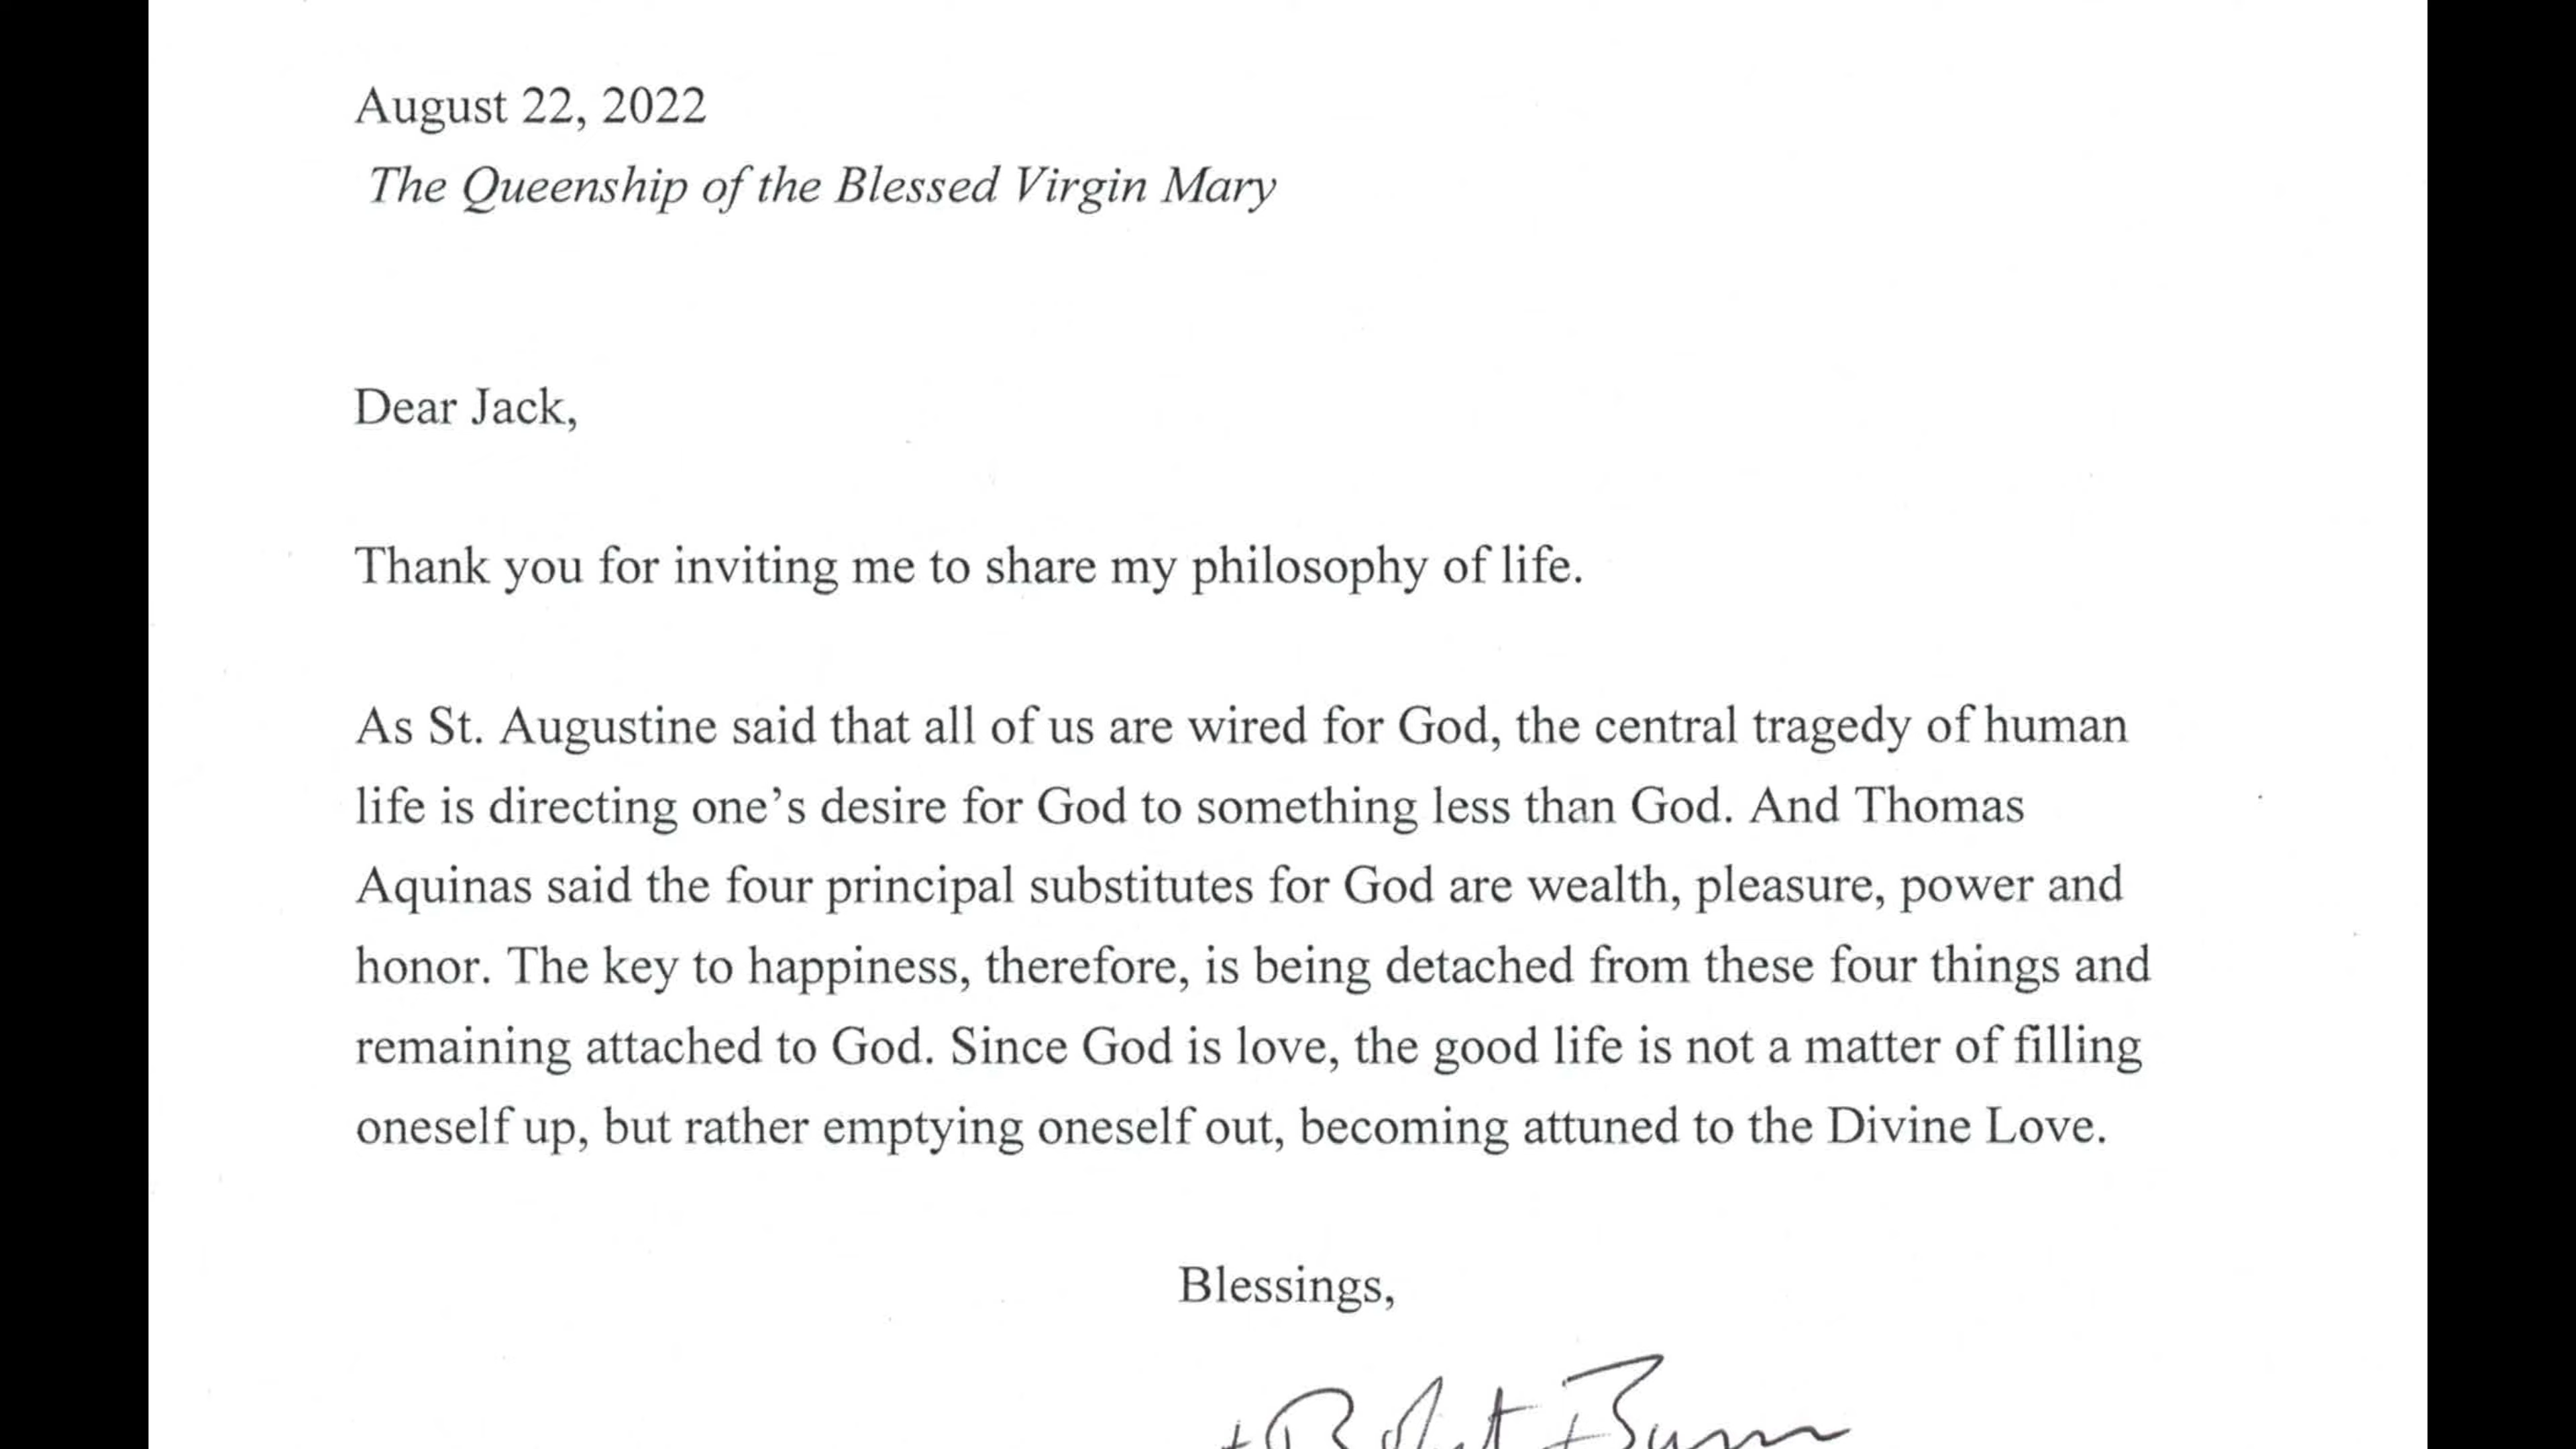 August 22, 2022
The Queenship of the Blessed Virgin Mary
Dear Jack,
Thank you for inviting me to share my philosophy of life.
As St. Augustine said that all of us are wired for God, the central tragedy of human
life is directing one’s desire for God to something less than God. And Thomas
Aquinas said the four principal substitutes for God are wealth, pleasure, power and
honor. The key to happiness, therefore, is being detached from these four things and
remaining attached to God. Since God is love, the good life is not a matter of filling
oneself up, but rather emptying oneself out, becoming attuned to the Divine Love.
Blessings,